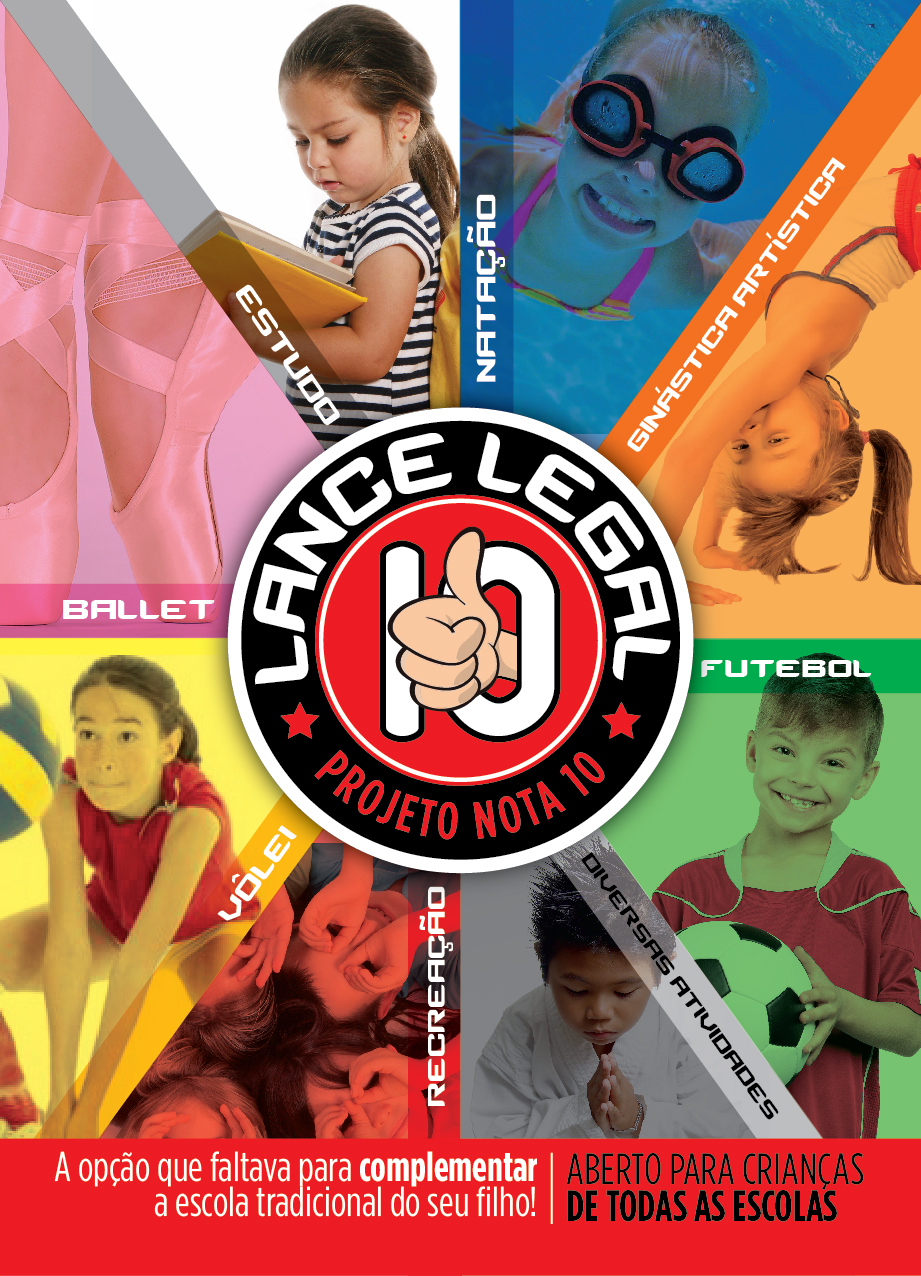 ESTUDO
NATAÇÃO
GINÁSTICA ARTÍSTICA
BALLET
LANCE LEGAL
10
PROJETO NOTA 10
FUTEBOL
VÔLEI
RECREAÇÃO
DIVERSAS ATIVIDADES
A opção que faltava para complementar
a escola tradicional do seu filho!
ABERTO PARA CRIANÇAS
DE TODAS AS ESCOLAS